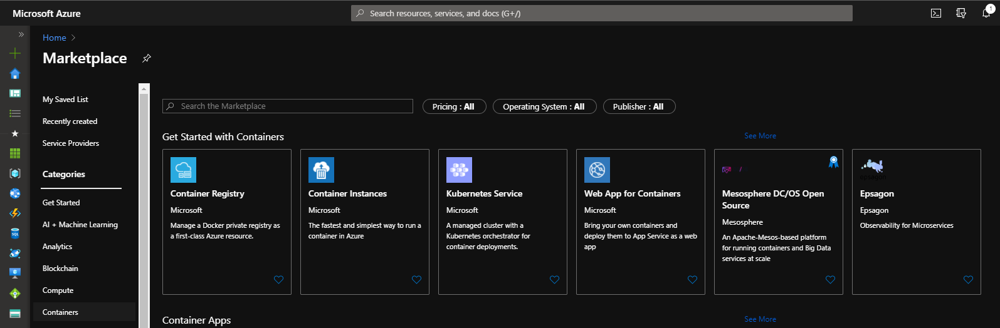 Microsoft Azure
Search resources, services, and docs (G+/)
1
Home
Marketplace
My Saved List
Recently created
Service Providers
Categories
Get Started
AI + Machine Learning
Analytics
Blockchain
Compute
Containers
SQL
Search the Marketplace
Pricing : All
Operating System : All
Publisher : All
Get Started with Containers
See More
Container Registry
Microsoft
Manage a Docker private registry as
a first-class Azure resource.
Container Instances
Microsoft
The fastest and simplest way to run a
container in Azure
Kubernetes Service
Microsoft
A managed cluster with a
Kubernetes orchestrator for
container deployments.
Web App for Containers
Microsoft
Bring your own containers and
deploy them to App Service as a web
app
Mesosphere DC/OS Open
Source
Mesosphere
An Apache-Mesos-based platform
for running containers and Big Data
services at scale
epsagon
Epsagon
Epsagon
Observability for Microservices
Container Apps
See More